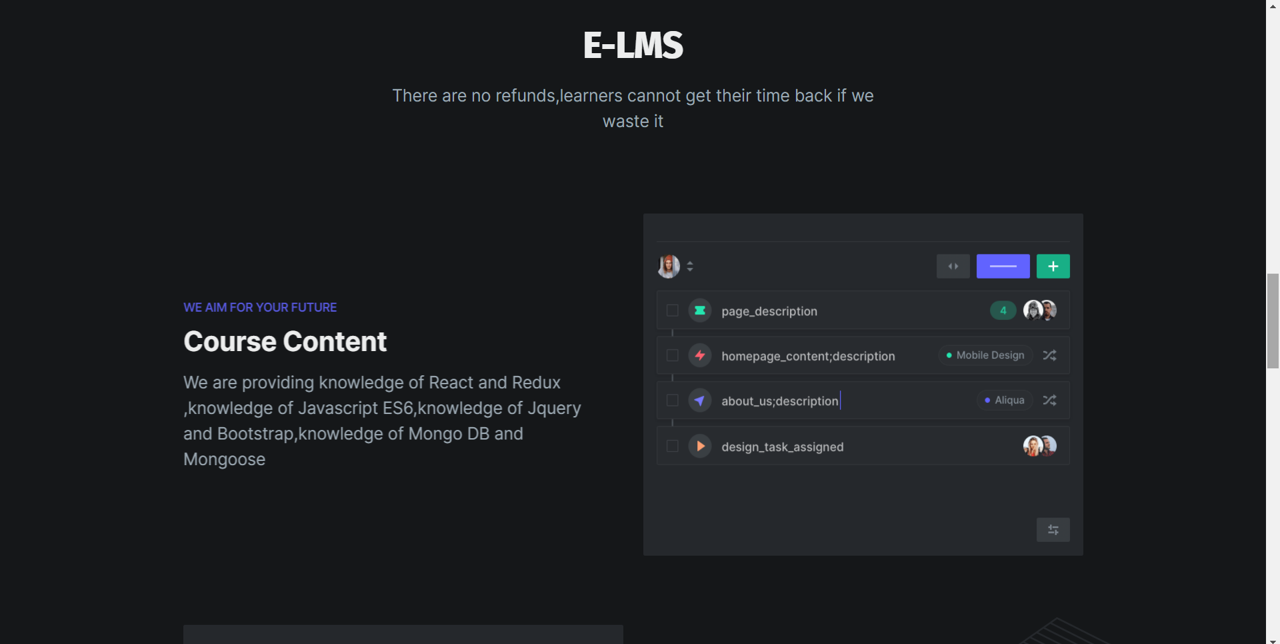 E-LMS
There are no refunds,learners cannot get their time back if we
waste it
WE AIM FOR YOUR FUTURE
Course Content
We are providing knowledge of React and Redux
,knowledge of Javascript ES6,knowledge of Jquery
and Bootstrap,knowledge of Mongo DB and
Mongoose
page_description 4
homepage_content;description Mobile Design
about_us;description Aliqua
design_task_assigned